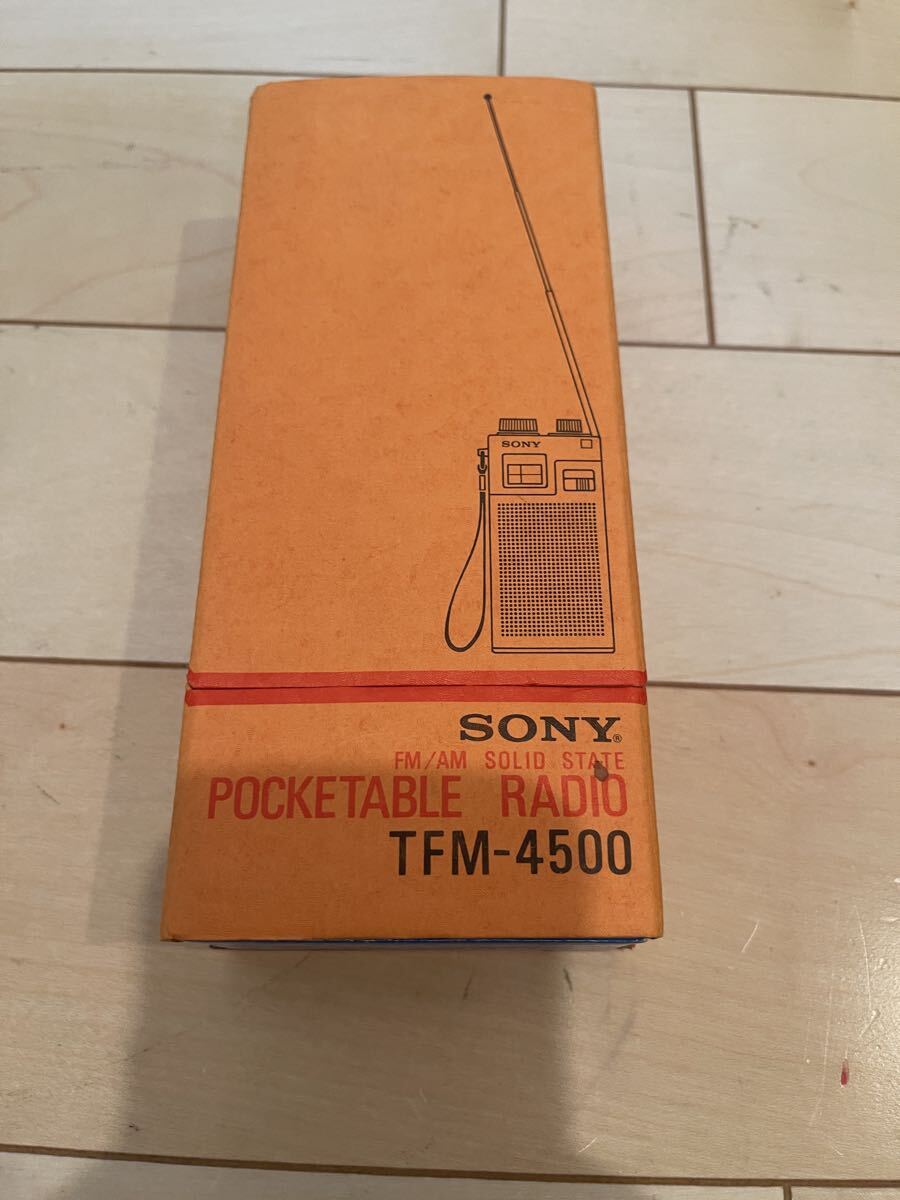 SONY
SONY®
FM/AM SOLID STATE
POCKETABLE RADIO
TFM-4500